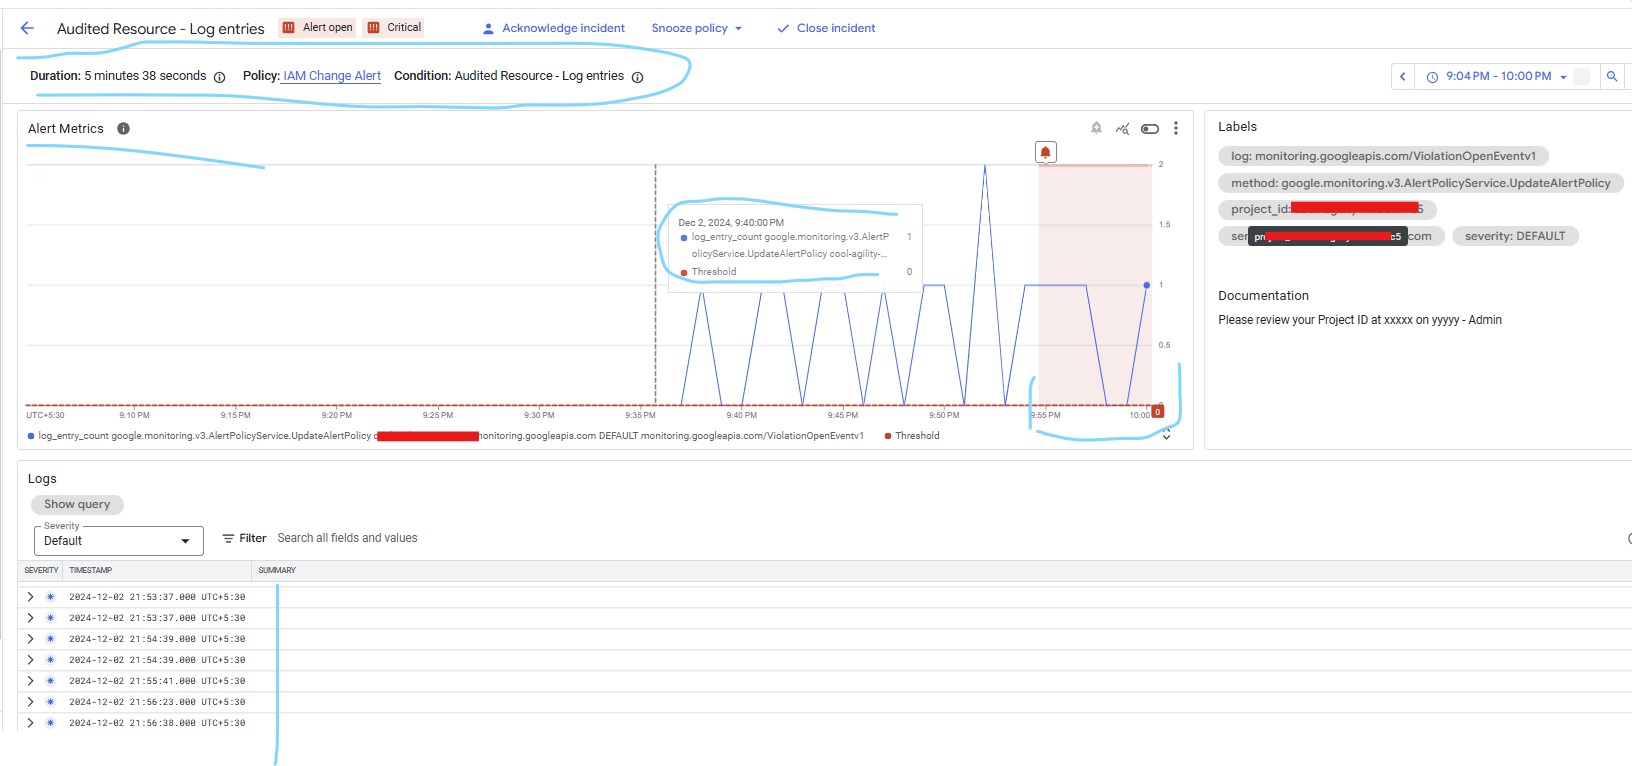 Audited Resource - Log entries Alert open Critical Acknowledge incident Snooze policy Close incident
Duration: 5 minutes 38 seconds Policy: IAM Change Alert Condition: Audited Resource - Log entries 9:04 PM - 10:00 PM
Alert Metrics
2
1.5
1
0.5
Dec 2, 2024, 9:40:00 PM
log_entry_count google.monitoring.v3.AlertP 1
olicyService.UpdateAlertPolicy cool-agility-...
Threshold 0
UTC+5:30 9:10 PM 9:15 PM 9:20 PM 9:25 PM 9:30 PM 9:35 PM 9:40 PM 9:45 PM 9:50 PM 9:55 PM 10:00 0
log_entry_count google.monitoring.v3.AlertPolicyService.UpdateAlertPolicy onitoring.googleapis.com DEFAULT monitoring.googleapis.com/ViolationOpenEventv1 Threshold
Labels
log: monitoring.googleapis.com/ViolationOpenEventv1
method: google.monitoring.v3.AlertPolicyService.UpdateAlertPolicy
project_id: 5
ser pro c5 com severity: DEFAULT
Documentation
Please review your Project ID at xxxxx on yyyyy - Admin
Logs
Show query
Severity
Default Filter Search all fields and values
SEVERITY TIMESTAMP SUMMARY
2024-12-02 21:53:37.000 UTC+5:30
2024-12-02 21:53:37.000 UTC+5:30
2024-12-02 21:54:39.000 UTC+5:30
2024-12-02 21:54:39.000 UTC+5:30
2024-12-02 21:55:41.000 UTC+5:30
2024-12-02 21:56:23.000 UTC+5:30
2024-12-02 21:56:38.000 UTC+5:30